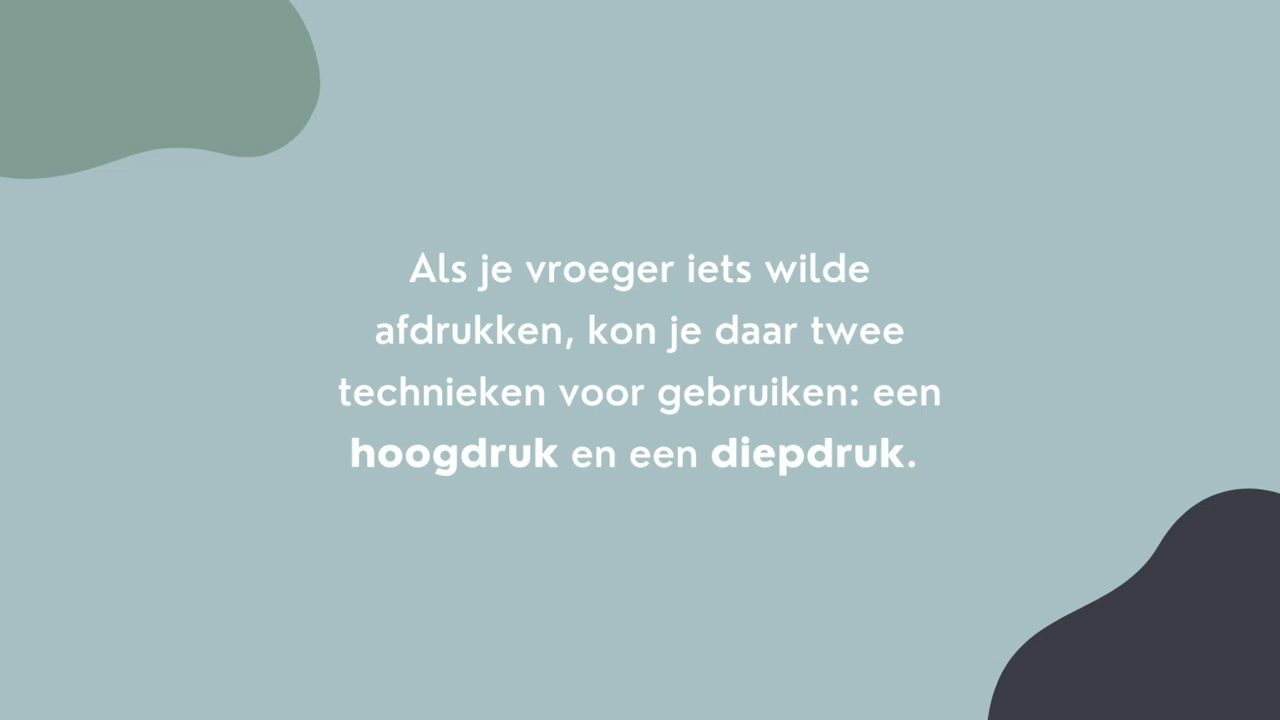 Als je vroeger iets wilde
afdrukken, kon je daar twee
technieken voor gebruiken: een
hoogdruk en een diepdruk.